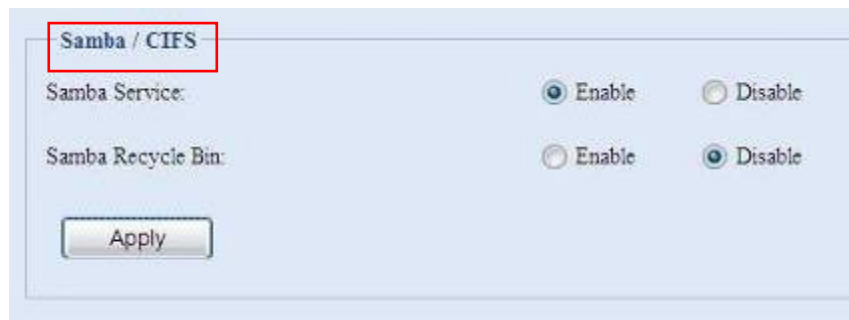 Samba / CIFS
Samba Service: Enable Disable
Samba Recycle Bin: Enable Disable
Apply